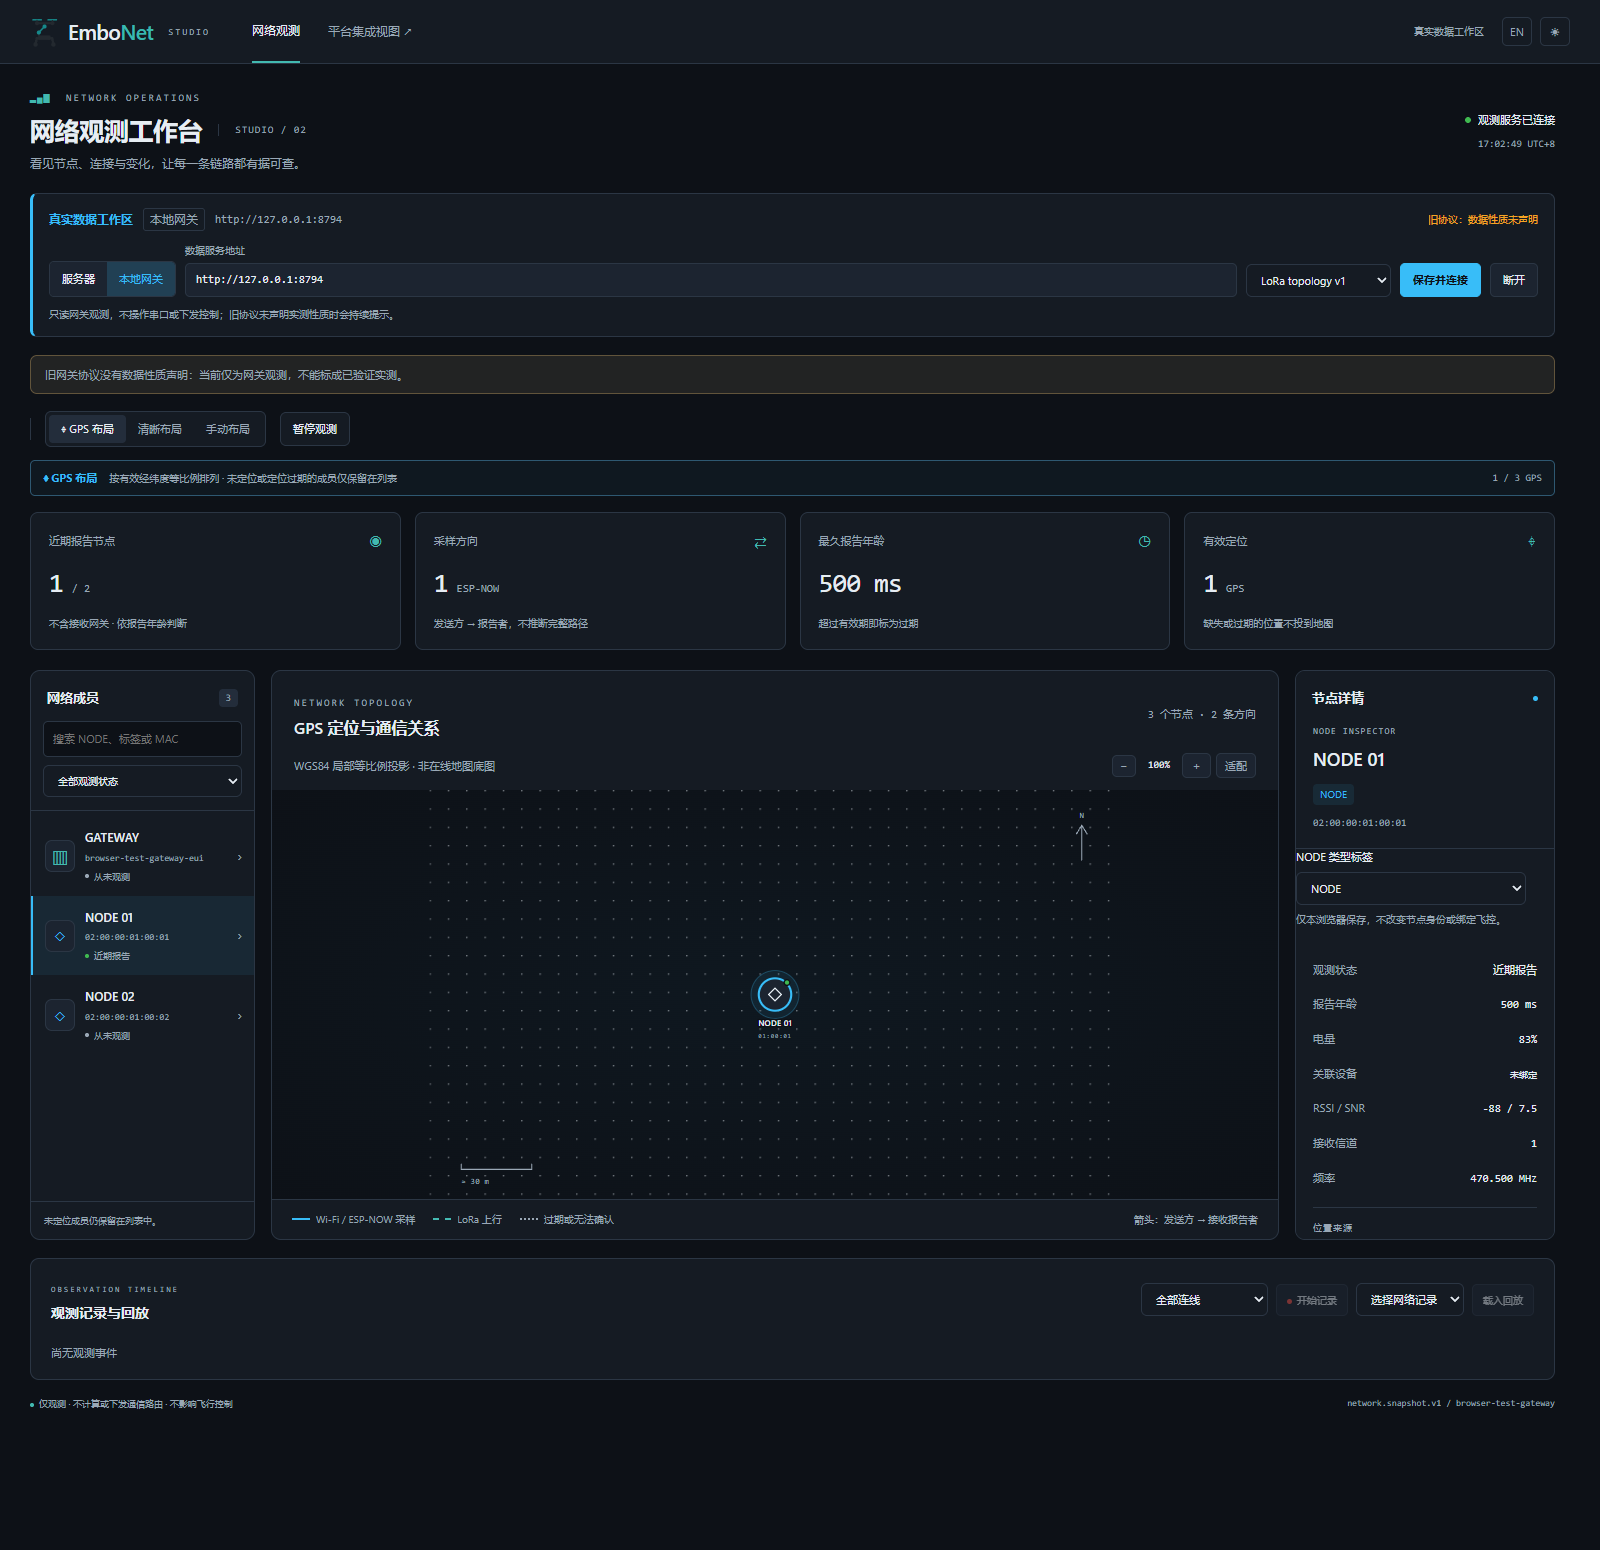 EmboNet STUDIO 网络观测 平台集成视图 ↗ 真实数据工作区 EN
NETWORK OPERATIONS
网络观测工作台 STUDIO / 02
看见节点、连接与变化，让每一条链路都有据可查。
观测服务已连接
17:02:49 UTC+8
真实数据工作区 本地网关 http://127.0.0.1:8794 旧协议：数据性质未声明
数据服务地址
服务器 本地网关 http://127.0.0.1:8794 LoRa topology v1 保存并连接 断开
只读网关观测，不操作串口或下发控制；旧协议未声明实测性质时会持续提示。
旧网关协议没有数据性质声明：当前仅为网关观测，不能标成已验证实测。
GPS 布局 清晰布局 手动布局 暂停观测
GPS 布局 按有效经纬度等比例排列 · 未定位或定位过期的成员仅保留在列表 1 / 3 GPS
近期报告节点
1 / 2
不含接收网关 · 依报告年龄判断
采样方向
1 ESP-NOW
发送方 → 报告者，不推断完整路径
最久报告年龄
500 ms
超过有效期即标为过期
有效定位
1 GPS
缺失或过期的位置不投到地图
网络成员 3
搜索 NODE、标签或 MAC
全部观测状态
GATEWAY
browser-test-gateway-eui
从未观测
NODE 01
02:00:00:01:00:01
近期报告
NODE 02
02:00:00:01:00:02
从未观测
未定位成员仍保留在列表中。
NETWORK TOPOLOGY
GPS 定位与通信关系
3 个节点 · 2 条方向
WGS84 局部等比例投影 · 非在线地图底图
− 100% + 适配
N
NODE 01
01:00:01
≈ 30 m
Wi-Fi / ESP-NOW 采样 LoRa 上行 过期或无法确认 箭头：发送方 → 接收报告者
节点详情
NODE INSPECTOR
NODE 01
NODE
02:00:00:01:00:01
NODE 类型标签
NODE
仅本浏览器保存，不改变节点身份或绑定飞控。
观测状态 近期报告
报告年龄 500 ms
电量 83%
关联设备 未绑定
RSSI / SNR -88 / 7.5
接收信道 1
频率 470.500 MHz
位置来源
OBSERVATION TIMELINE
观测记录与回放
全部连线 开始记录 选择网络记录 载入回放
尚无观测事件
仅观测 · 不计算或下发通信路由 · 不影响飞行控制
network.snapshot.v1 / browser-test-gateway